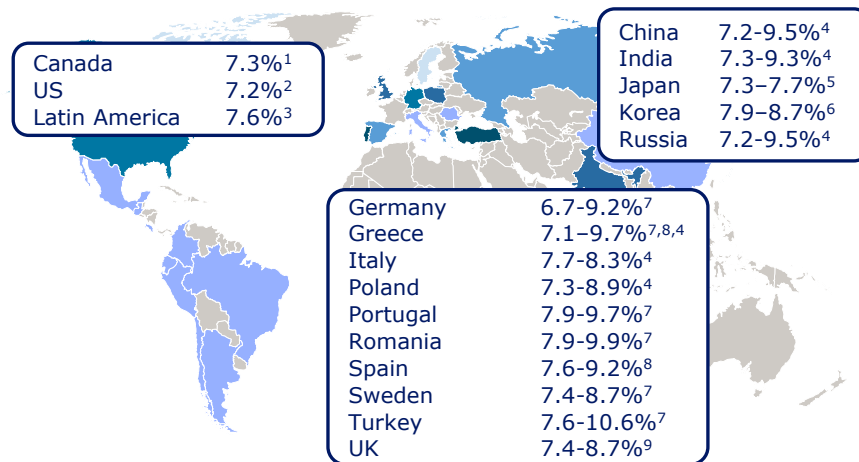 Canada 7.3%¹
US 7.2%²
Latin America 7.6%³
China 7.2-9.5%⁴
India 7.3-9.3%⁴
Japan 7.3–7.7%⁵
Korea 7.9–8.7%⁶
Russia 7.2-9.5%⁴
Germany 6.7-9.2%⁷
Greece 7.1–9.7%⁷,⁸,⁴
Italy 7.7-8.3%⁴
Poland 7.3-8.9%⁴
Portugal 7.9-9.7%⁷
Romania 7.9-9.9%⁷
Spain 7.6-9.2%⁸
Sweden 7.4-8.7%⁷
Turkey 7.6-10.6%⁷
UK 7.4-8.7%⁹